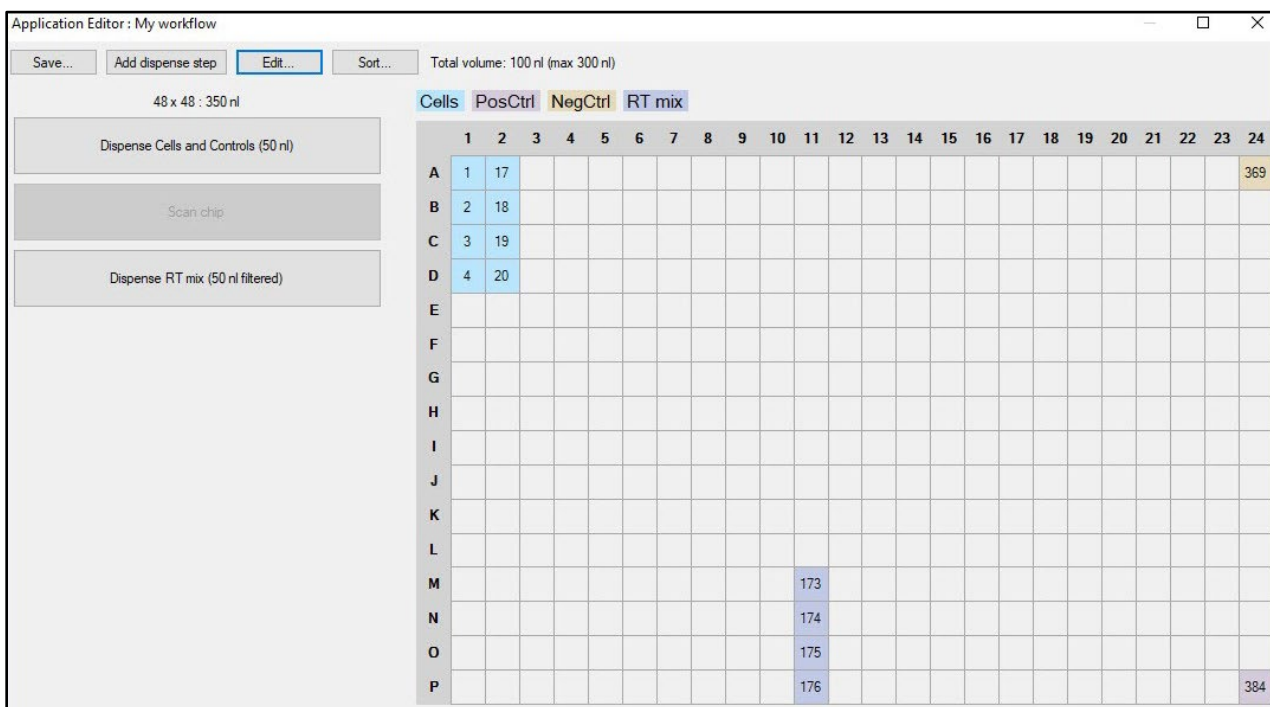 Application Editor : My workflow
Save... Add dispense step Edit... Sort... Total volume: 100 nl (max 300 nl)
48 x 48 : 350 nl
Dispense Cells and Controls (50 nl)
Scan chip
Dispense RT mix (50 nl filtered)
Cells PosCtrl NegCtrl RT mix
1 2 3 4 5 6 7 8 9 10 11 12 13 14 15 16 17 18 19 20 21 22 23 24
A 1 17 369
B 2 18
C 3 19
D 4 20
E
F
G
H
I
J
K
L
M 173
N 174
O 175
P 176 384